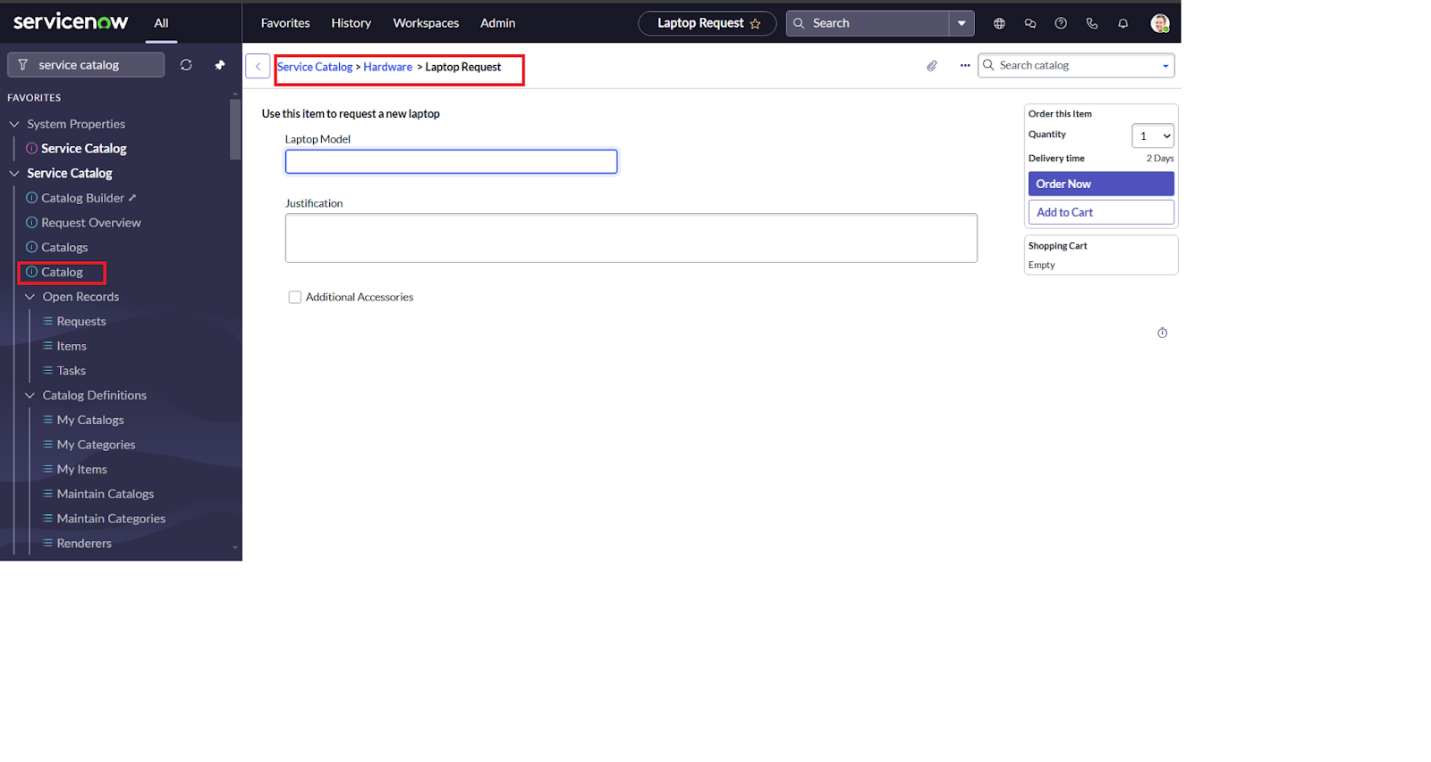 servicenow All Favorites History Workspaces Admin Laptop Request Search
service catalog
Service Catalog > Hardware > Laptop Request
Search catalog
FAVORITES
System Properties
Service Catalog
Service Catalog
Catalog Builder
Request Overview
Catalogs
Catalog
Open Records
Requests
Items
Tasks
Catalog Definitions
My Catalogs
My Categories
My Items
Maintain Catalogs
Maintain Categories
Renderers
Use this item to request a new laptop
Laptop Model
Justification
Additional Accessories
Order this Item
Quantity 1
Delivery time 2 Days
Order Now
Add to Cart
Shopping Cart
Empty